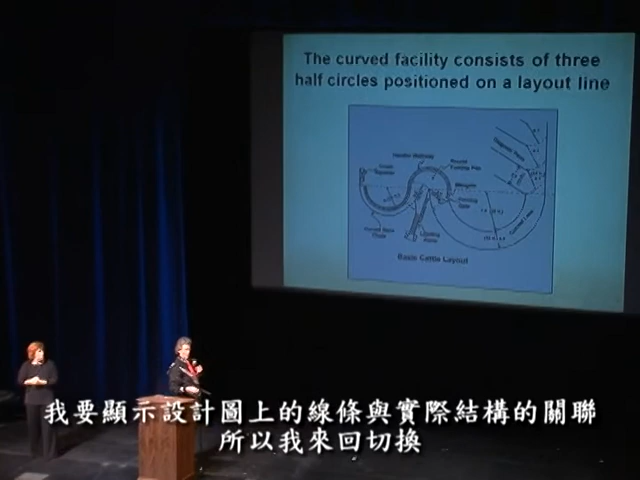 The curved facility consists of three
half circles positioned on a layout line
Basic Cattle Layout
我要顯示設計圖上的線條與實際結構的關聯
所以我來回切換